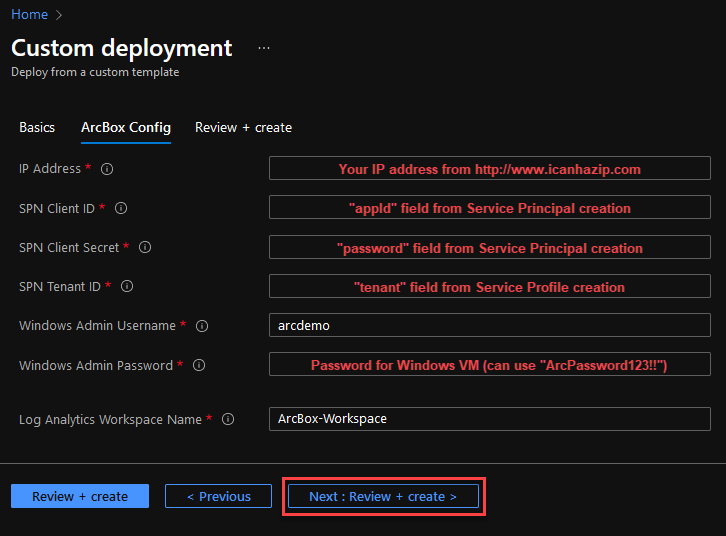 Home >
Custom deployment ...
Deploy from a custom template
Basics ArcBox Config Review + create
IP Address * Your IP address from http://www.icanhazip.com
SPN Client ID * "appId" field from Service Principal creation
SPN Client Secret * "password" field from Service Principal creation
SPN Tenant ID * "tenant" field from Service Profile creation
Windows Admin Username * arcdemo
Windows Admin Password * Password for Windows VM (can use "ArcPassword123!!")
Log Analytics Workspace Name * ArcBox-Workspace
Review + create < Previous Next : Review + create >